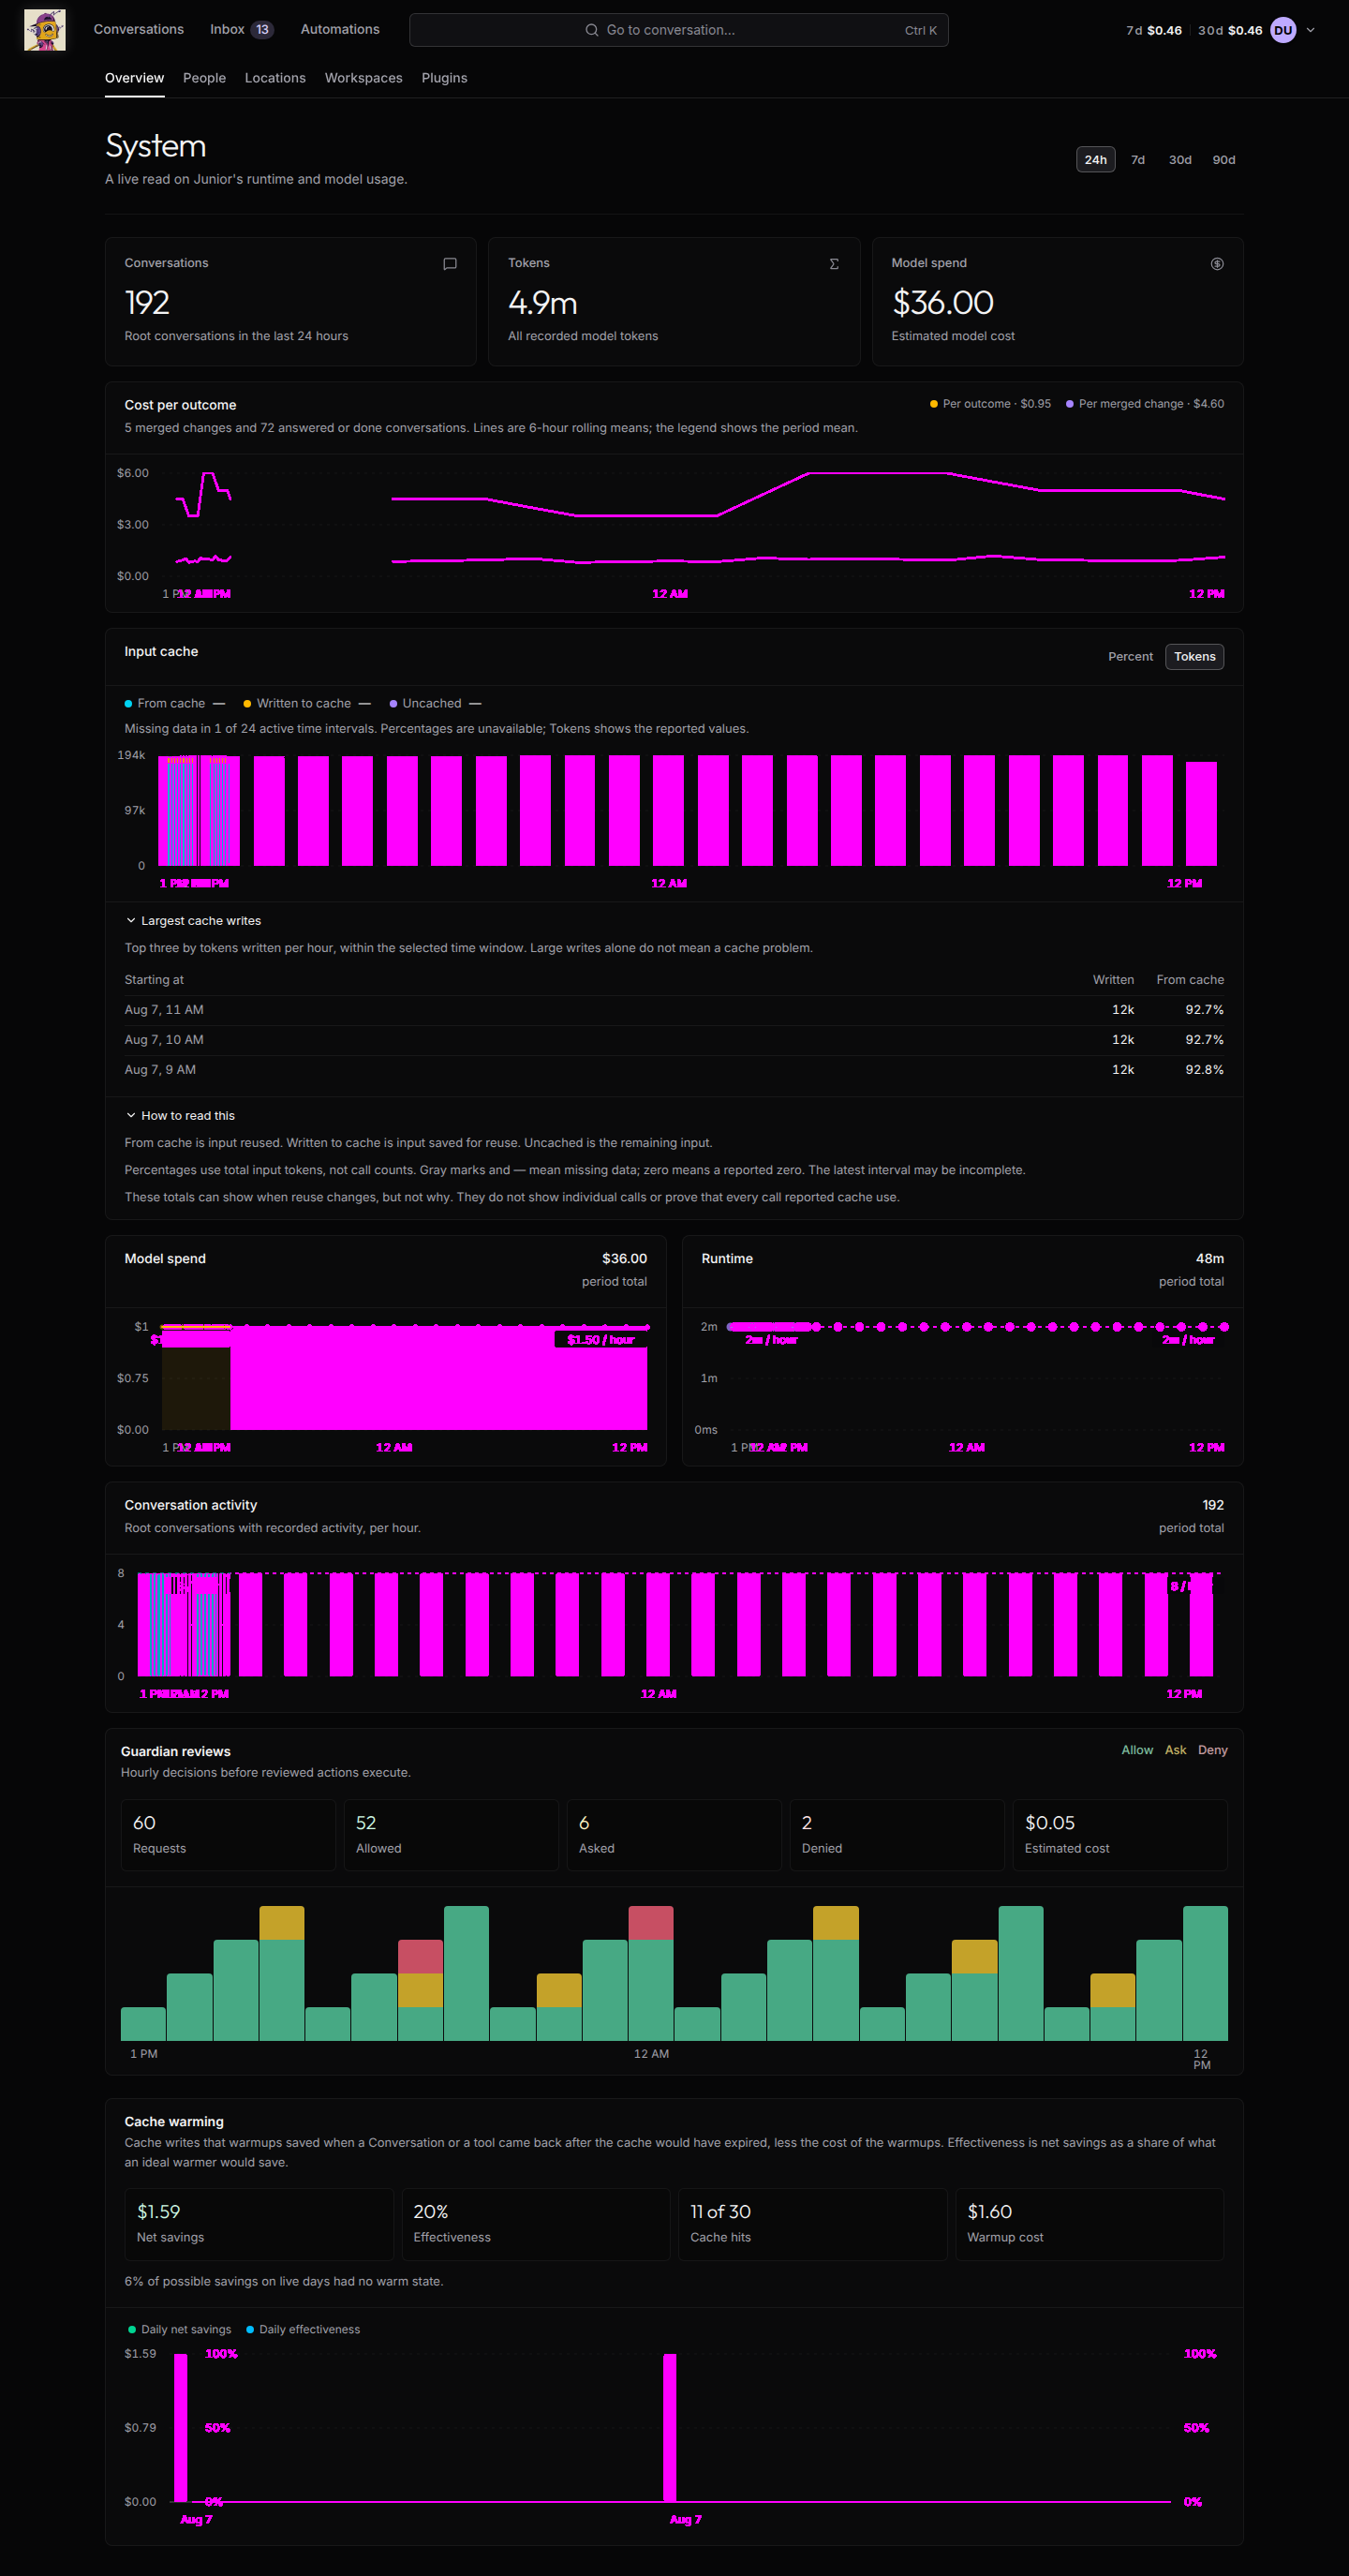 Conversations
Inbox 13
Automations
Go to conversation...
Ctrl K
7d $0.46
30d $0.46
DU
Overview
People
Locations
Workspaces
Plugins
System
A live read on Junior's runtime and model usage.
24h
7d
30d
90d
Conversations
192
Root conversations in the last 24 hours
Tokens
4.9m
All recorded model tokens
Model spend
$36.00
Estimated model cost
Cost per outcome
Per outcome · $0.95
Per merged change · $4.60
5 merged changes and 72 answered or done conversations. Lines are 6-hour rolling means; the legend shows the period mean.
$6.00
$3.00
$0.00
12 AM
12 PM
Input cache
Percent
Tokens
From cache —
Written to cache —
Uncached —
Missing data in 1 of 24 active time intervals. Percentages are unavailable; Tokens shows the reported values.
194k
97k
0
12 AM
12 PM
Largest cache writes
Top three by tokens written per hour, within the selected time window. Large writes alone do not mean a cache problem.
Starting at
Written
From cache
Aug 7, 11 AM
12k
92.7%
Aug 7, 10 AM
12k
92.7%
Aug 7, 9 AM
12k
92.8%
How to read this
From cache is input reused. Written to cache is input saved for reuse. Uncached is the remaining input.
Percentages use total input tokens, not call counts. Gray marks and — mean missing data; zero means a reported zero. The latest interval may be incomplete.
These totals can show when reuse changes, but not why. They do not show individual calls or prove that every call reported cache use.
Model spend
$36.00
period total
$1
$0.75
$0.00
$1.50 / hour
12 AM
12 PM
Runtime
48m
period total
2m
1m
0ms
2m / hour
2m / hour
12 AM
12 PM
Conversation activity
192
Root conversations with recorded activity, per hour.
period total
8
4
0
8 /
12 AM
12 PM
Guardian reviews
Allow
Ask
Deny
Hourly decisions before reviewed actions execute.
60
Requests
52
Allowed
6
Asked
2
Denied
$0.05
Estimated cost
1 PM
12 AM
12
PM
Cache warming
Cache writes that warmups saved when a Conversation or a tool came back after the cache would have expired, less the cost of the warmups. Effectiveness is net savings as a share of what
an ideal warmer would save.
$1.59
Net savings
20%
Effectiveness
11 of 30
Cache hits
$1.60
Warmup cost
6% of possible savings on live days had no warm state.
Daily net savings
Daily effectiveness
$1.59
100%
100%
$0.79
50%
50%
$0.00
0%
0%
Aug 7
Aug 7